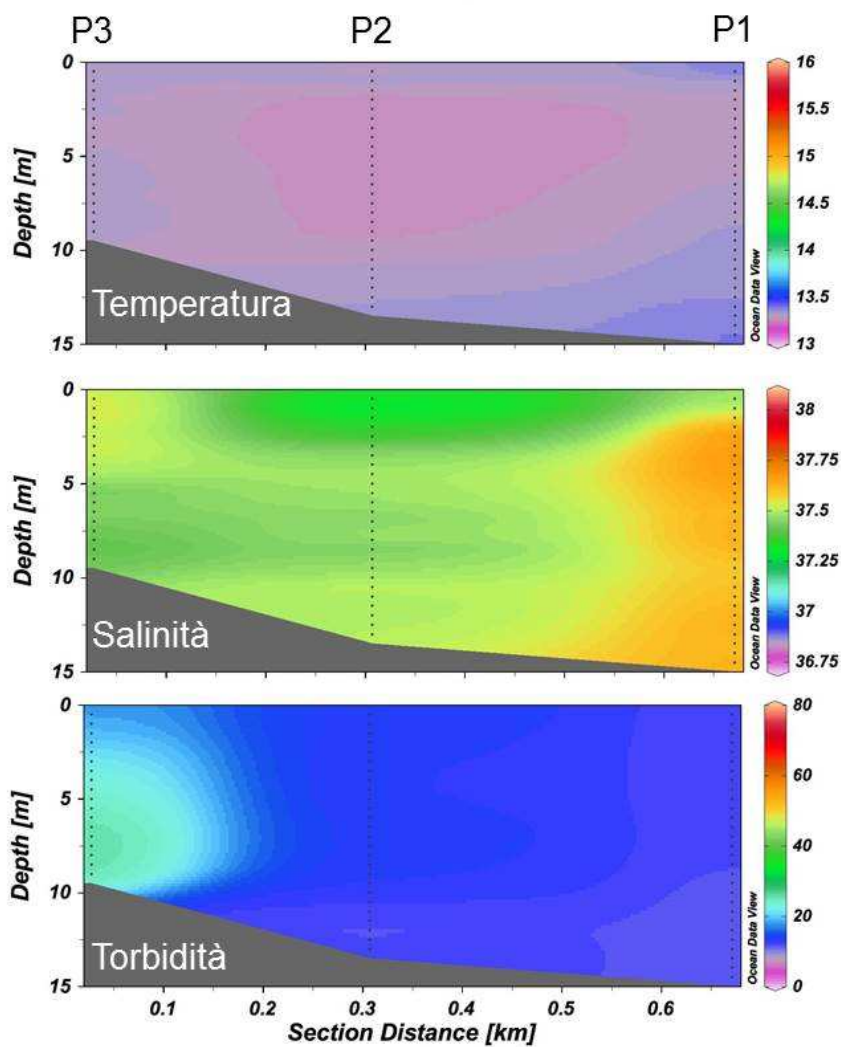 P3 P2 P1
0 5 10 15
Depth [m]
Temperatura
Ocean Data View
16 15.5 15 14.5 14 13.5 13
0 5 10 15
Depth [m]
Salinità
Ocean Data View
38 37.75 37.5 37.25 37 36.75
0 5 10 15
Depth [m]
Torbidità
Ocean Data View
80 60 40 20 0
0.1 0.2 0.3 0.4 0.5 0.6
Section Distance [km]